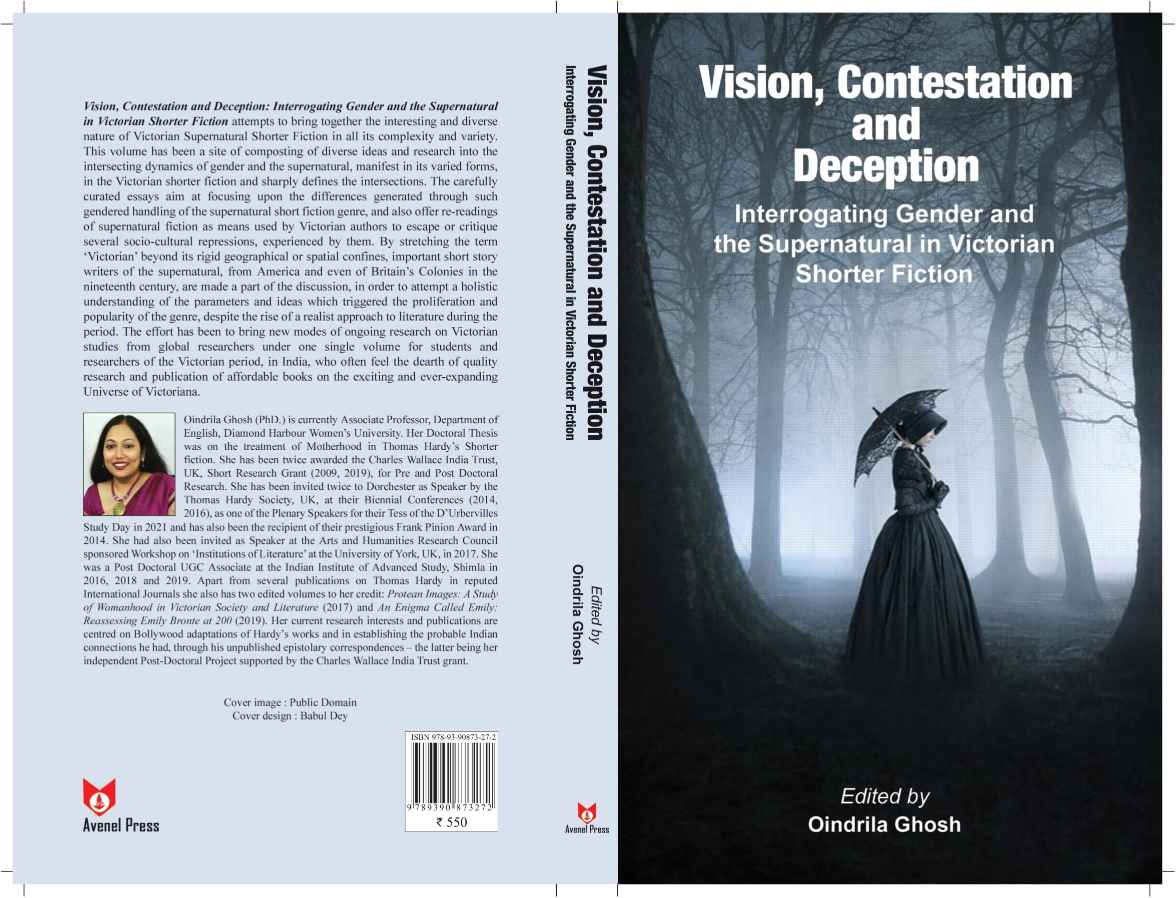 Vision, Contestation and Deception: Interrogating Gender and the Supernatural
in Victorian Shorter Fiction attempts to bring together the interesting and diverse
nature of Victorian Supernatural Shorter Fiction in all its complexity and variety.
This volume has been a site of composting of diverse ideas and research into the
intersecting dynamics of gender and the supernatural, manifest in its varied forms,
in the Victorian shorter fiction and sharply defines the intersections. The carefully
curated essays aim at focusing upon the differences generated through such
gendered handling of the supernatural short fiction genre, and also offer re-readings
of supernatural fiction as means used by Victorian authors to escape or critique
several socio-cultural repressions, experienced by them. By stretching the term
‘Victorian’ beyond its rigid geographical or spatial confines, important short story
writers of the supernatural, from America and even of Britain’s Colonies in the
nineteenth century, are made a part of the discussion, in order to attempt a holistic
understanding of the parameters and ideas which triggered the proliferation and
popularity of the genre, despite the rise of a realist approach to literature during the
period. The effort has been to bring new modes of ongoing research on Victorian
studies from global researchers under one single volume for students and
researchers of the Victorian period, in India, who often feel the dearth of quality
research and publication of affordable books on the exciting and ever-expanding
Universe of Victoriana.
Oindrila Ghosh (PhD,) is currently Associate Professor, Department of
English, Diamond Harbour Women’s University. Her Doctoral Thesis
was on the treatment of Motherhood in Thomas Hardy’s Shorter
fiction. She has been twice awarded the Charles Wallace India Trust,
UK, Short Research Grant (2009, 2019), for Pre and Post Doctoral
Research. She has been invited twice to Dorchester as Speaker by the
Thomas Hardy Society, UK, at their Biennial Conferences (2014,
2016), as one of the Plenary Speakers for their Tess of the D’Urbervilles
Study Day in 2021 and has also been the recipient of their prestigious Frank Pinion Award in
2014. She had also been invited as Speaker at the Arts and Humanities Research Council
sponsored Workshop on ‘Institutions of Literature’ at the University of York, UK, in 2017. She
was a Post Doctoral UGC Associate at the Indian Institute of Advanced Study, Shimla in
2016, 2018 and 2019. Apart from several publications on Thomas Hardy in reputed
International Journals she also has two edited volumes to her credit: Protean Images: A Study
of Womanhood in Victorian Society and Literature (2017) and An Enigma Called Emily:
Reassessing Emily Bronte at 200 (2019). Her current research interests and publications are
centred on Bollywood adaptations of Hardy’s works and in establishing the probable Indian
connections he had, through his unpublished epistolary correspondences – the latter being her
independent Post-Doctoral Project supported by the Charles Wallace India Trust grant.
Cover image : Public Domain
Cover design : Babul Dey
ISBN 978-93-90873-27-2
9 789390 873272
₹ 550
Avenel Press
Vision, Contestation and Deception
Interrogating Gender and the Supernatural in Victorian Shorter Fiction
Edited by
Oindrila Ghosh
Avenel Press
Vision, Contestation
and
Deception
Interrogating Gender and
the Supernatural in Victorian
Shorter Fiction
Edited by
Oindrila Ghosh